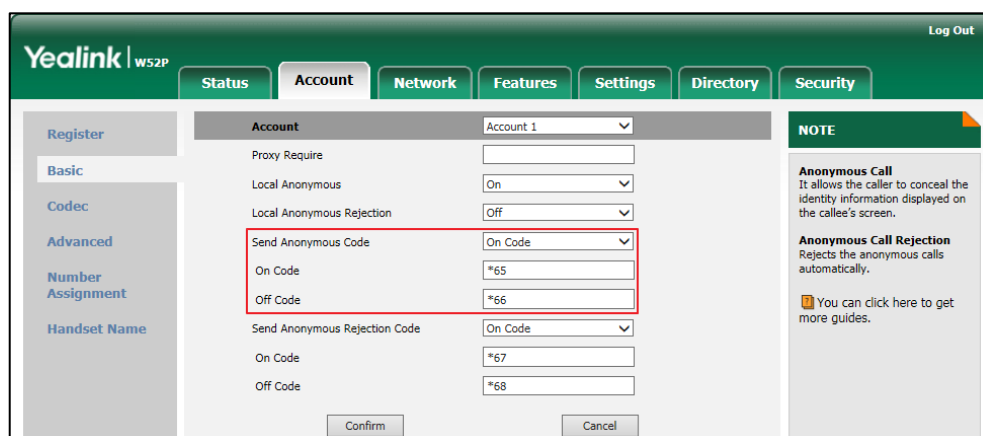 Log Out
Yealink | W52P
Status Account Network Features Settings Directory Security
Register
Basic
Codec
Advanced
Number
Assignment
Handset Name
Account Account 1
Proxy Require
Local Anonymous On
Local Anonymous Rejection Off
Send Anonymous Code On Code
On Code *65
Off Code *66
Send Anonymous Rejection Code On Code
On Code *67
Off Code *68
Confirm Cancel
NOTE
Anonymous Call
It allows the caller to conceal the
identity information displayed on
the callee's screen.
Anonymous Call Rejection
Rejects the anonymous calls
automatically.
You can click here to get
more guides.